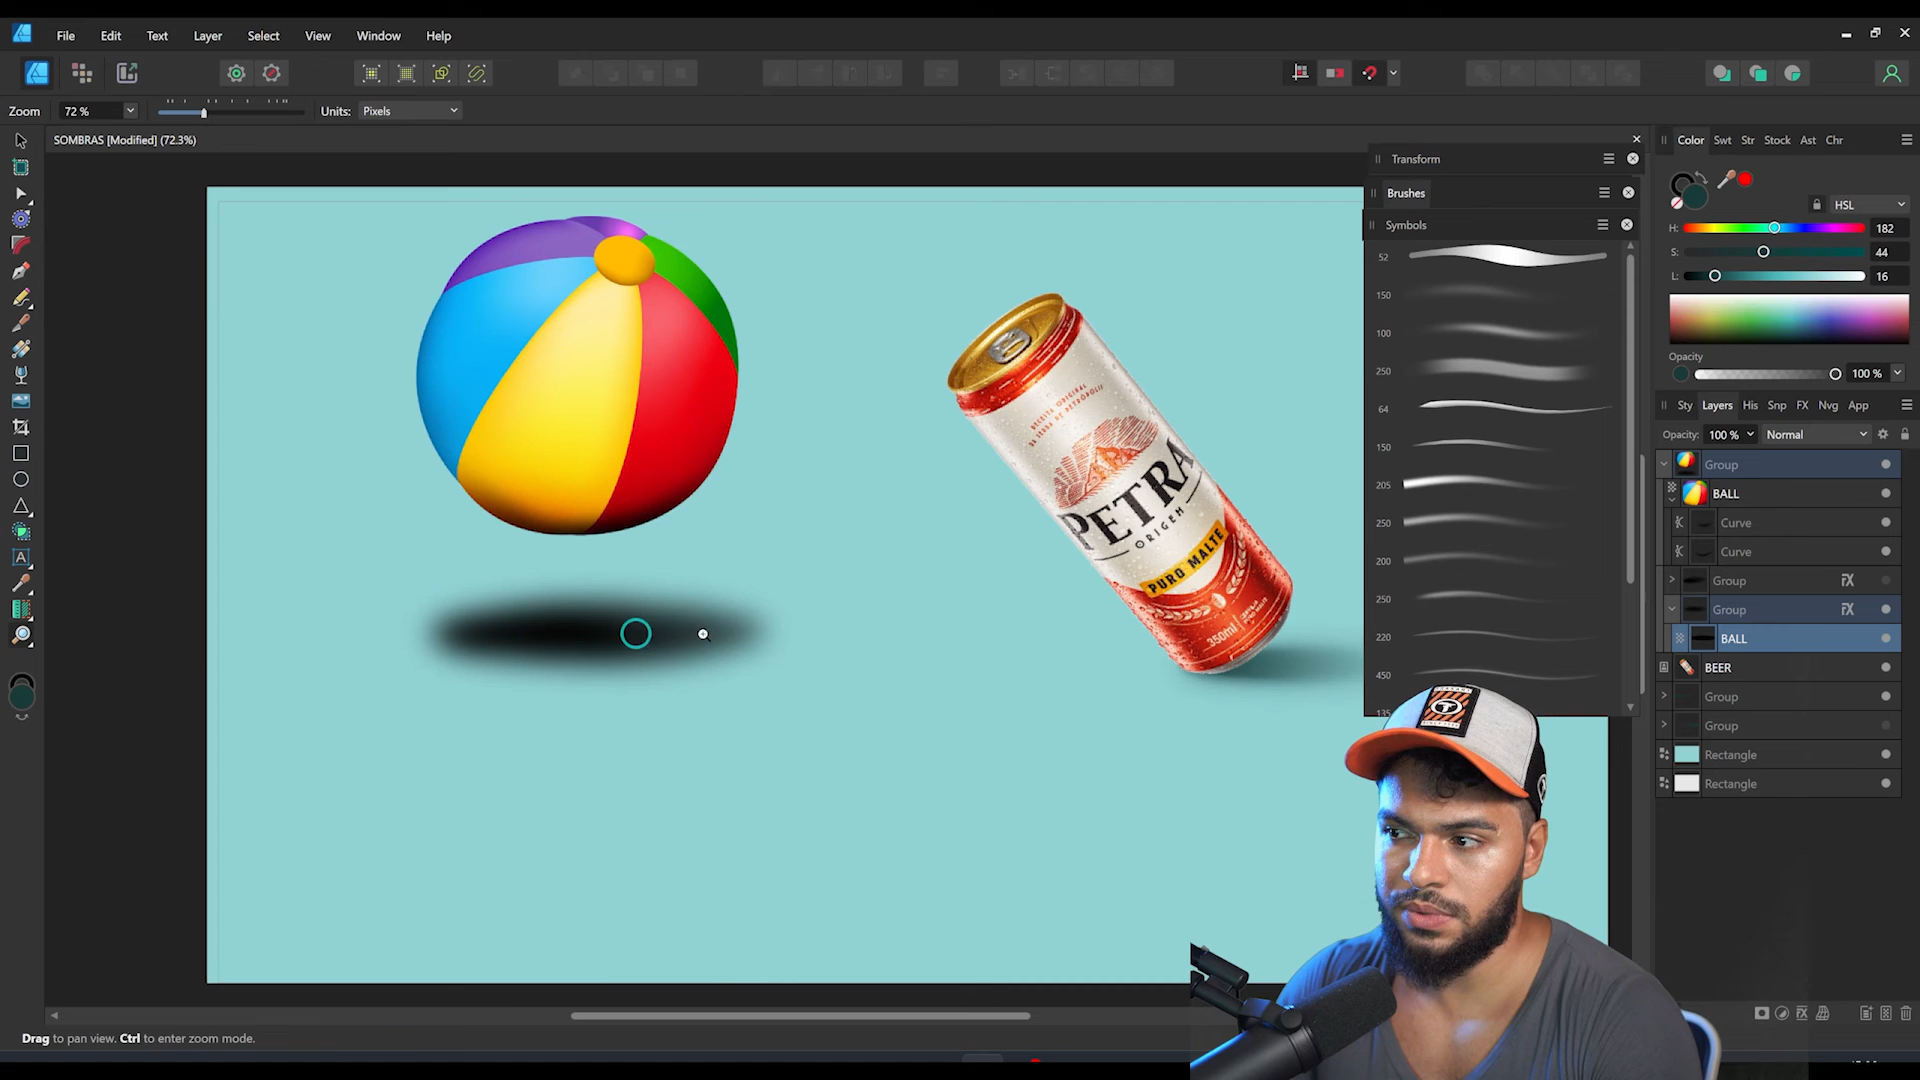 File Edit Text Layer Select View Window Help
Zoom 72 % Units: Pixels
SOMBRAS [Modified] (72.3%)
Transform
Brushes
Symbols
52
150
100
250
64
150
205
250
200
250
220
450
135
Color Swt Str Stock Ast Chr
HSL
H: 182
S: 44
L: 16
Opacity
100 %
Sty Layers His Snp FX Nvg App
Opacity: 100 % Normal
Group
BALL
Curve
Curve
Group
Group
BALL
BEER
Group
Group
Rectangle
Rectangle
PETRA
ORIGEM
PURO MALTE
350ml
Drag to pan view. Ctrl to enter zoom mode.